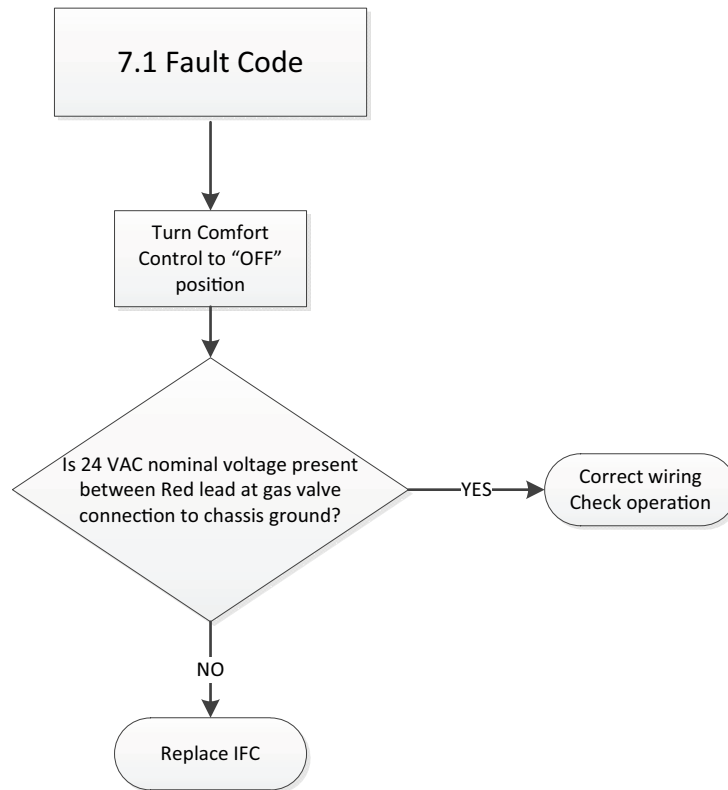 7.1 Fault Code
Turn Comfort
Control to “OFF”
position
Is 24 VAC nominal voltage present
between Red lead at gas valve
connection to chassis ground?
YES
Correct wiring
Check operation
NO
Replace IFC